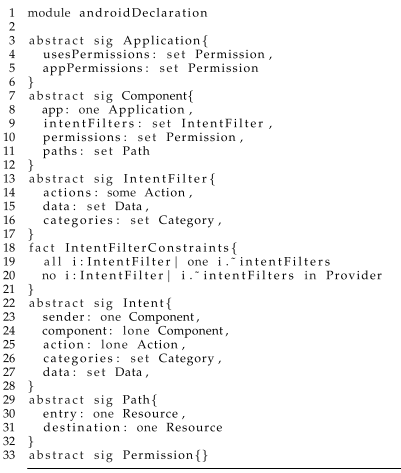 1 module androidDeclaration
2
3 abstract sig Application{
4 usesPermissions: set Permission,
5 appPermissions: set Permission
6 }
7 abstract sig Component{
8 app: one Application,
9 intentFilters: set IntentFilter,
10 permissions: set Permission,
11 paths: set Path
12 }
13 abstract sig IntentFilter{
14 actions: some Action,
15 data: set Data,
16 categories: set Category,
17 }
18 fact IntentFilterConstraints{
19 all i:IntentFilter| one i.~intentFilters
20 no i:IntentFilter| i.~intentFilters in Provider
21 }
22 abstract sig Intent{
23 sender: one Component,
24 component: lone Component,
25 action: lone Action,
26 categories: set Category,
27 data: set Data,
28 }
29 abstract sig Path{
30 entry: one Resource,
31 destination: one Resource
32 }
33 abstract sig Permission{}